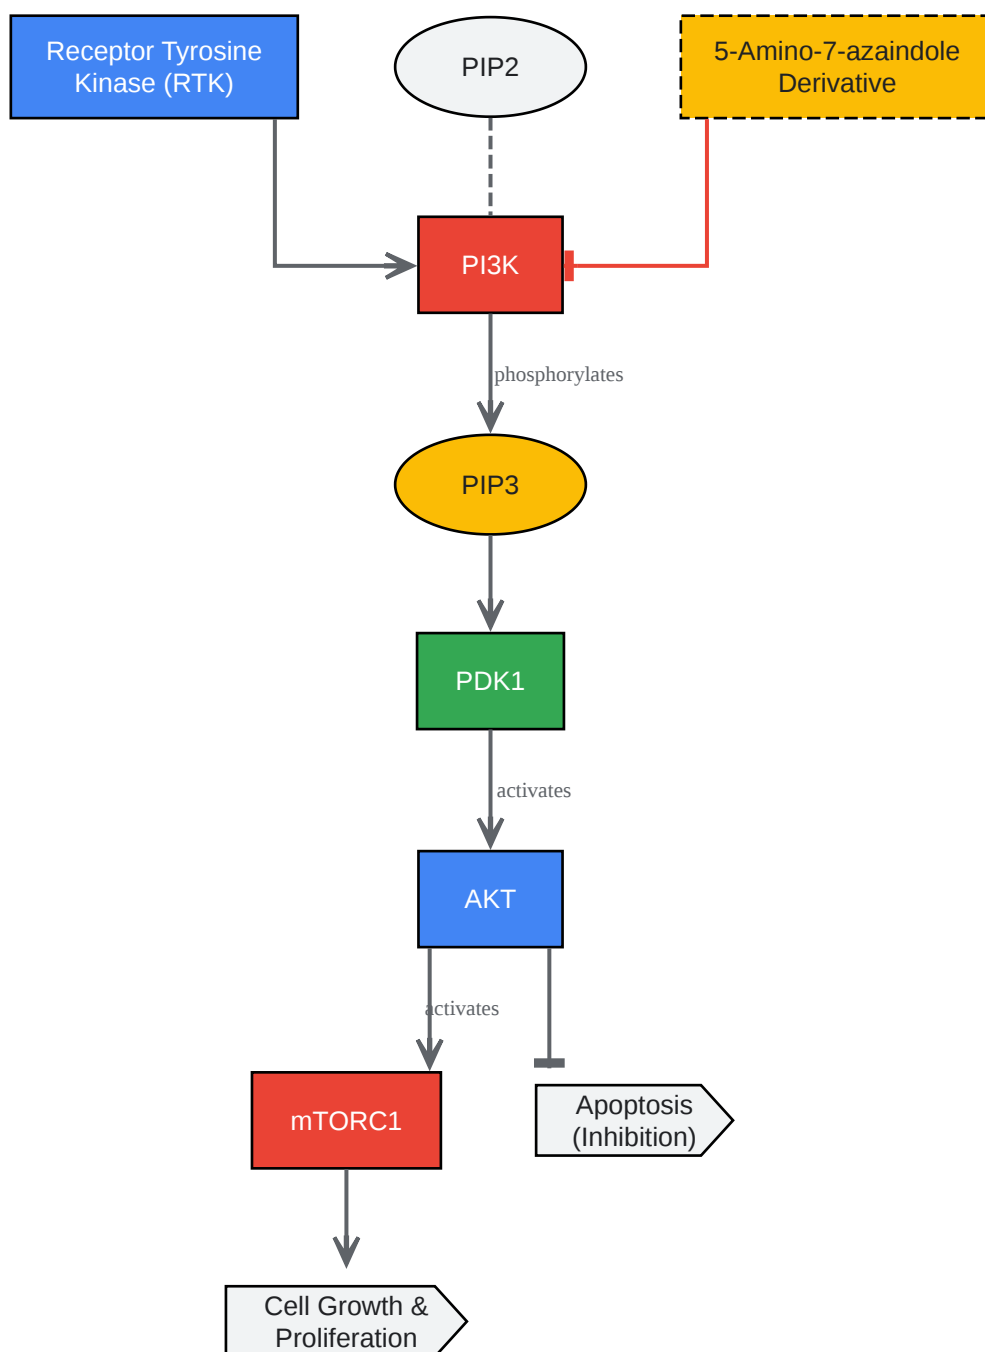 Receptor Tyrosine
Kinase (RTK)
PIP2
5-Amino-7-azaindole
Derivative
PI3K
phosphorylates
PIP3
PDK1
activates
AKT
activates
mTORC1
Apoptosis
(Inhibition)
Cell Growth &
Proliferation